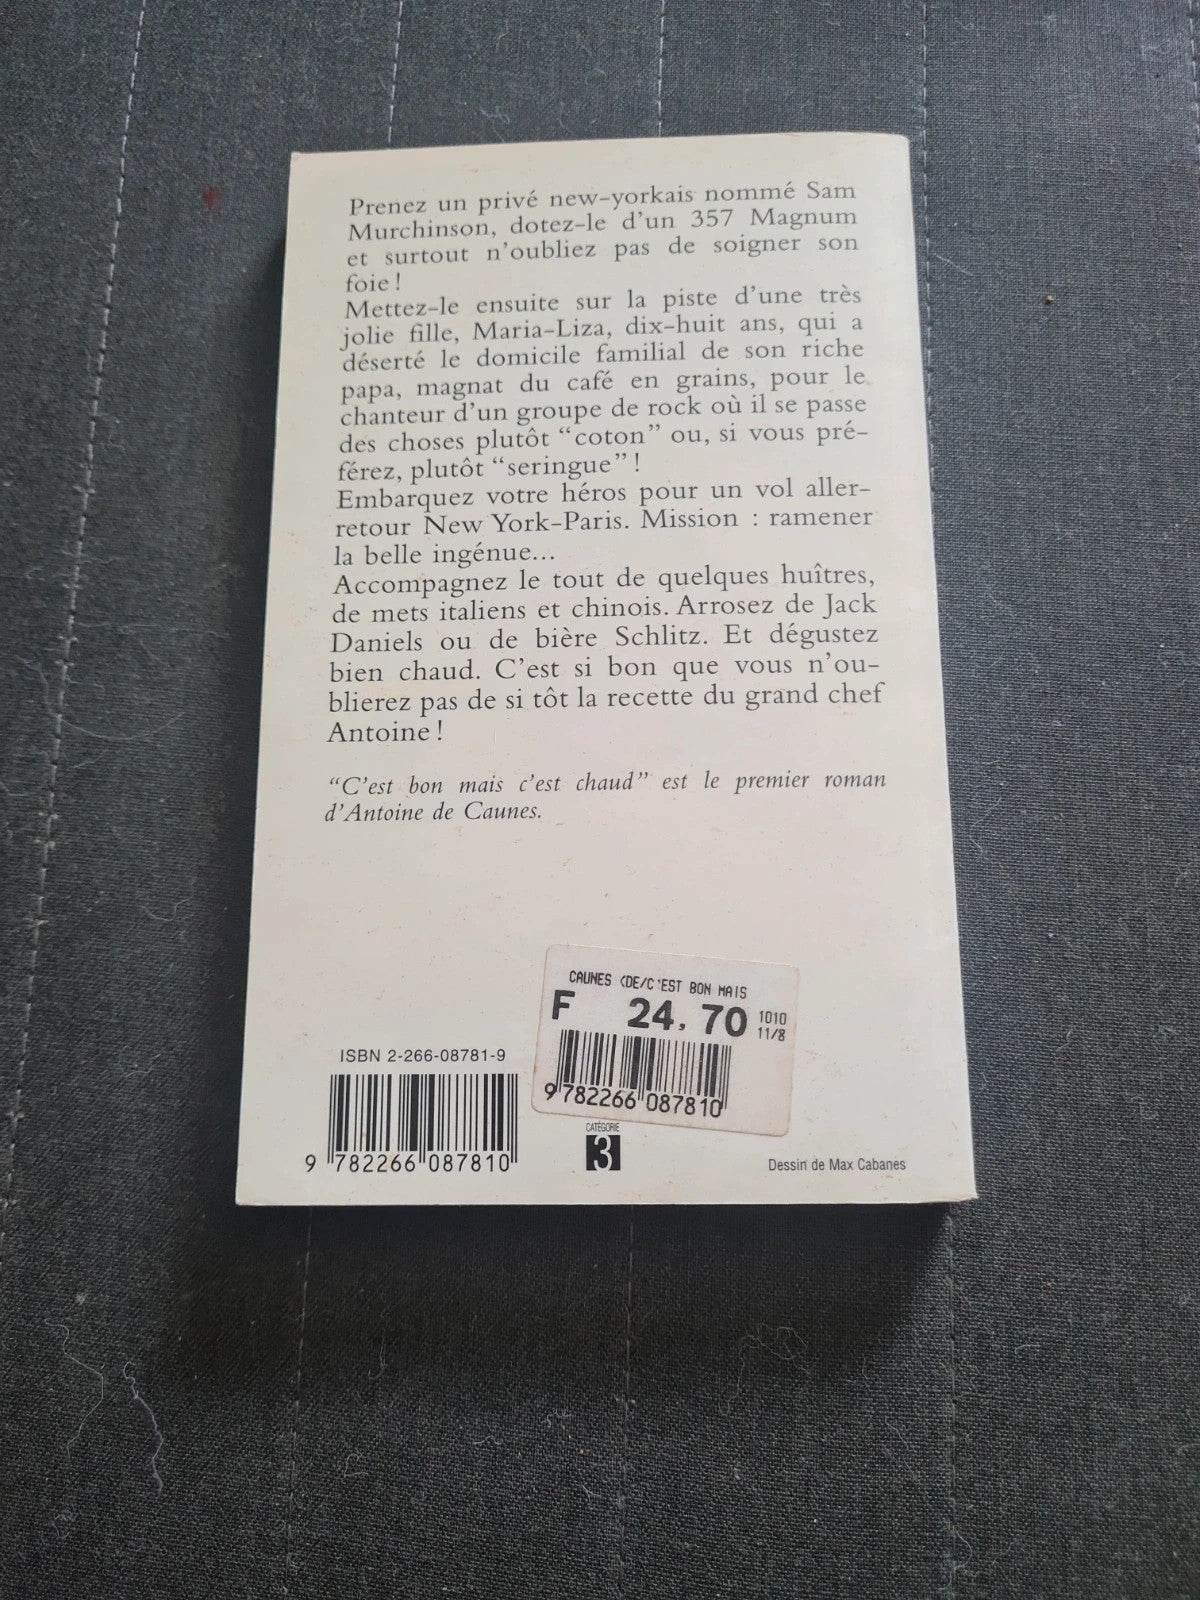 Prenez un privé new-yorkais nommé Sam
Murchinson, dotez-le d'un 357 Magnum
et surtout n'oubliez pas de soigner son
foie !
Mettez-le ensuite sur la piste d'une très
jolie fille, Maria-Liza, dix-huit ans, qui a
déserté le domicile familial de son riche
papa, magnat du café en grains, pour le
chanteur d'un groupe de rock où il se passe
des choses plutôt "coton" ou, si vous pré-
férez, plutôt "seringue" !
Embarquez votre héros pour un vol aller-
retour New York-Paris. Mission : ramener
la belle ingénue...
Accompagnez le tout de quelques huîtres,
de mets italiens et chinois. Arrosez de Jack
Daniels ou de bière Schlitz. Et dégustez
bien chaud. C'est si bon que vous n'ou-
blierez pas de si tôt la recette du grand chef
Antoine !
"C'est bon mais c'est chaud" est le premier roman
d'Antoine de Caunes.
CAUNES (DE/C'EST BON MAIS
F 24,70 1010
11/8
9 782266 087810
ISBN 2-266-08781-9
9 782266 087810
CATÉGORIE
3
Dessin de Max Cabanes